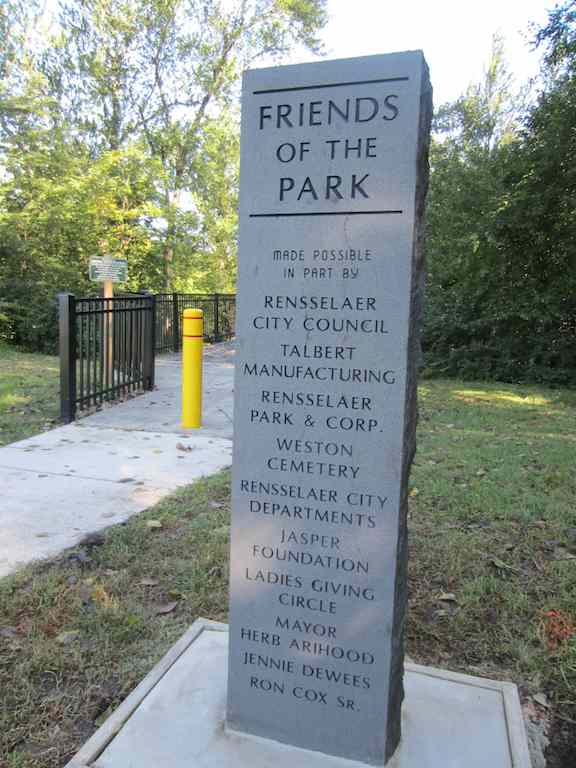 FRIENDS
OF THE
PARK
MADE POSSIBLE
IN PART BY
RENSSELAER
CITY COUNCIL
TALBERT
MANUFACTURING
RENSSELAER
PARK & CORP.
WESTON
CEMETERY
RENSSELAER CITY
DEPARTMENTS
JASPER
FOUNDATION
LADIES GIVING
CIRCLE
MAYOR
HERB ARIHOOD
JENNIE DEWEES
RON COX SR.